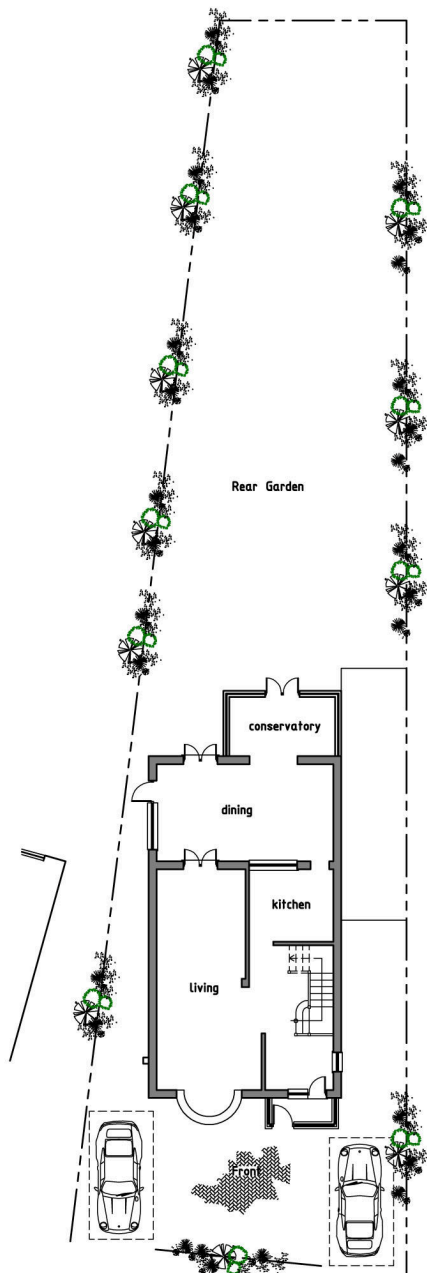 Rear Garden
conservatory
dining
kitchen
living
Front